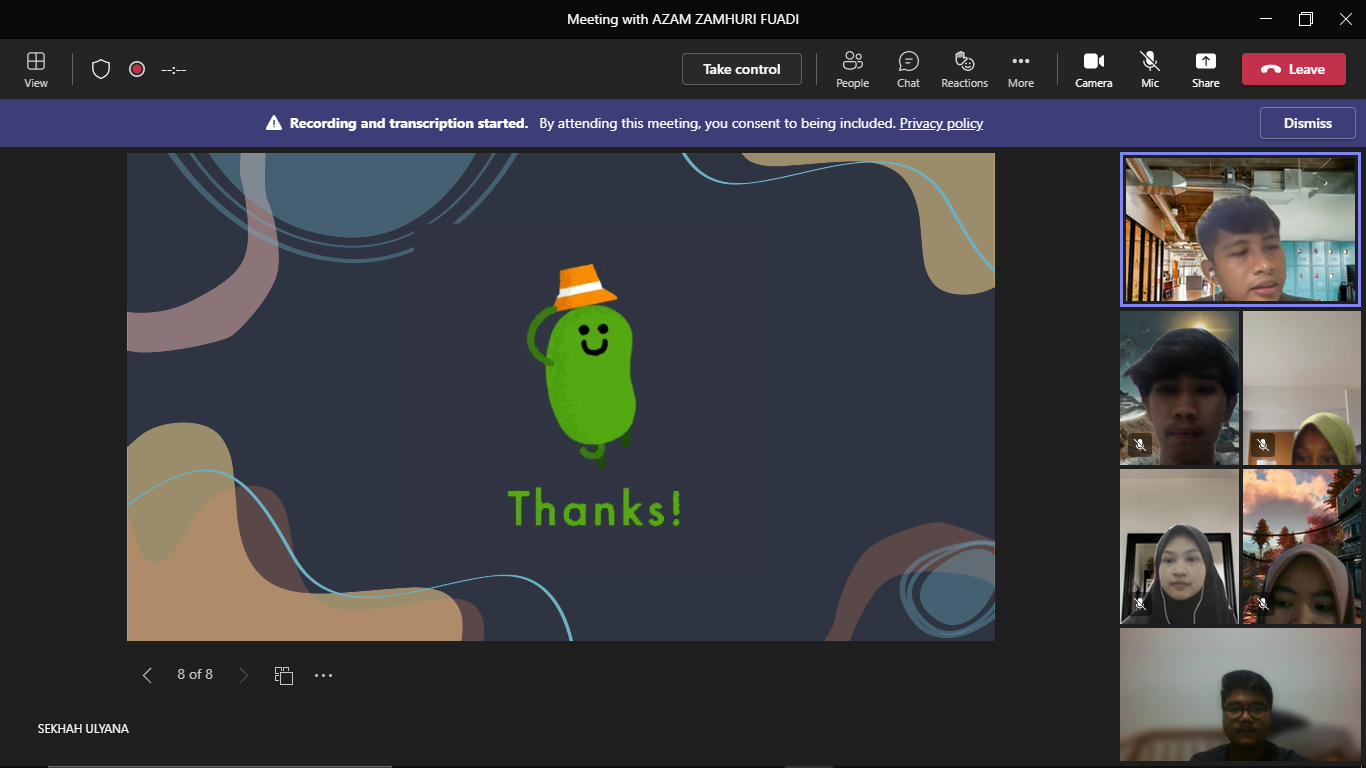 Meeting with AZAM ZAMHURI FUADI
View
--:--
Take control
People
Chat
Reactions
More
Camera
Mic
Share
Leave
Recording and transcription started. By attending this meeting, you consent to being included. Privacy policy
Dismiss
Thanks!
8 of 8
SEKHAH ULYANA